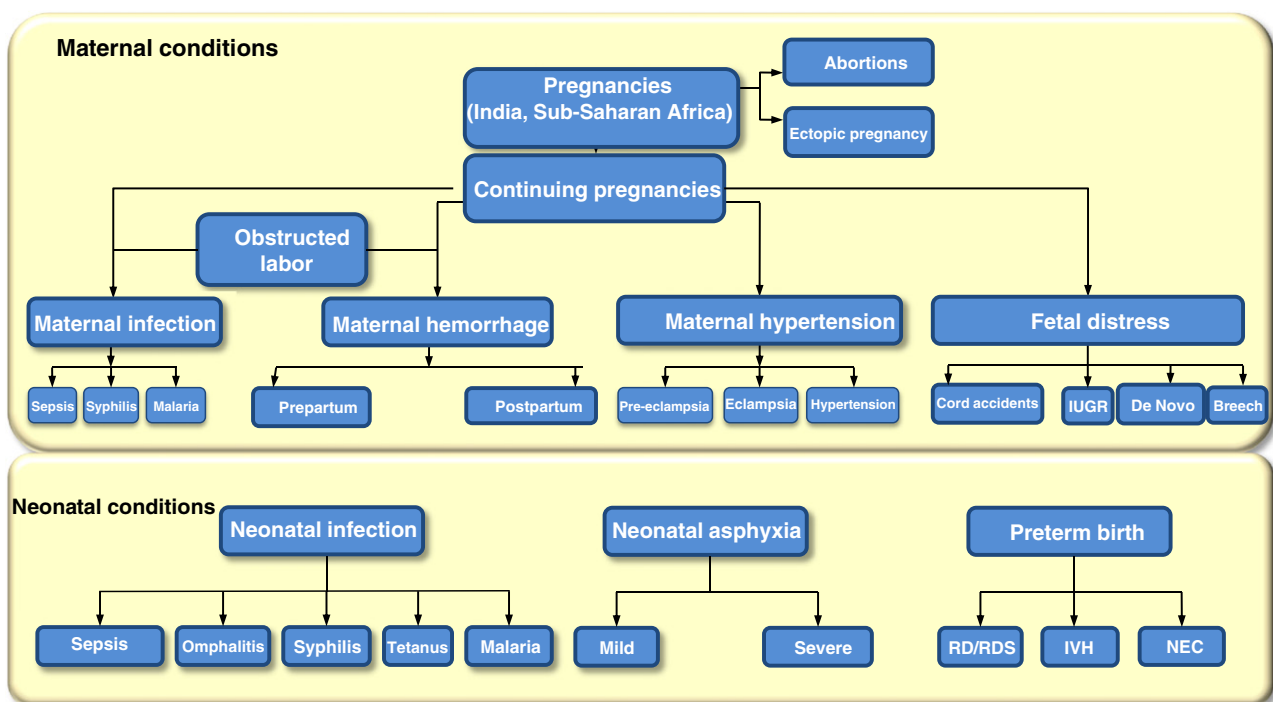 Maternal conditions
Abortions
Pregnancies
(India, Sub-Saharan Africa)
Ectopic pregnancy
Continuing pregnancies
Obstructed
labor
Maternal infection
Maternal hemorrhage
Maternal hypertension
Fetal distress
Sepsis
Syphilis
Malaria
Prepartum
Postpartum
Pre-eclampsia
Eclampsia
Hypertension
Cord accidents
IUGR
De Novo
Breech
Neonatal conditions
Neonatal infection
Neonatal asphyxia
Preterm birth
Sepsis
Omphalitis
Syphilis
Tetanus
Malaria
Mild
Severe
RD/RDS
IVH
NEC